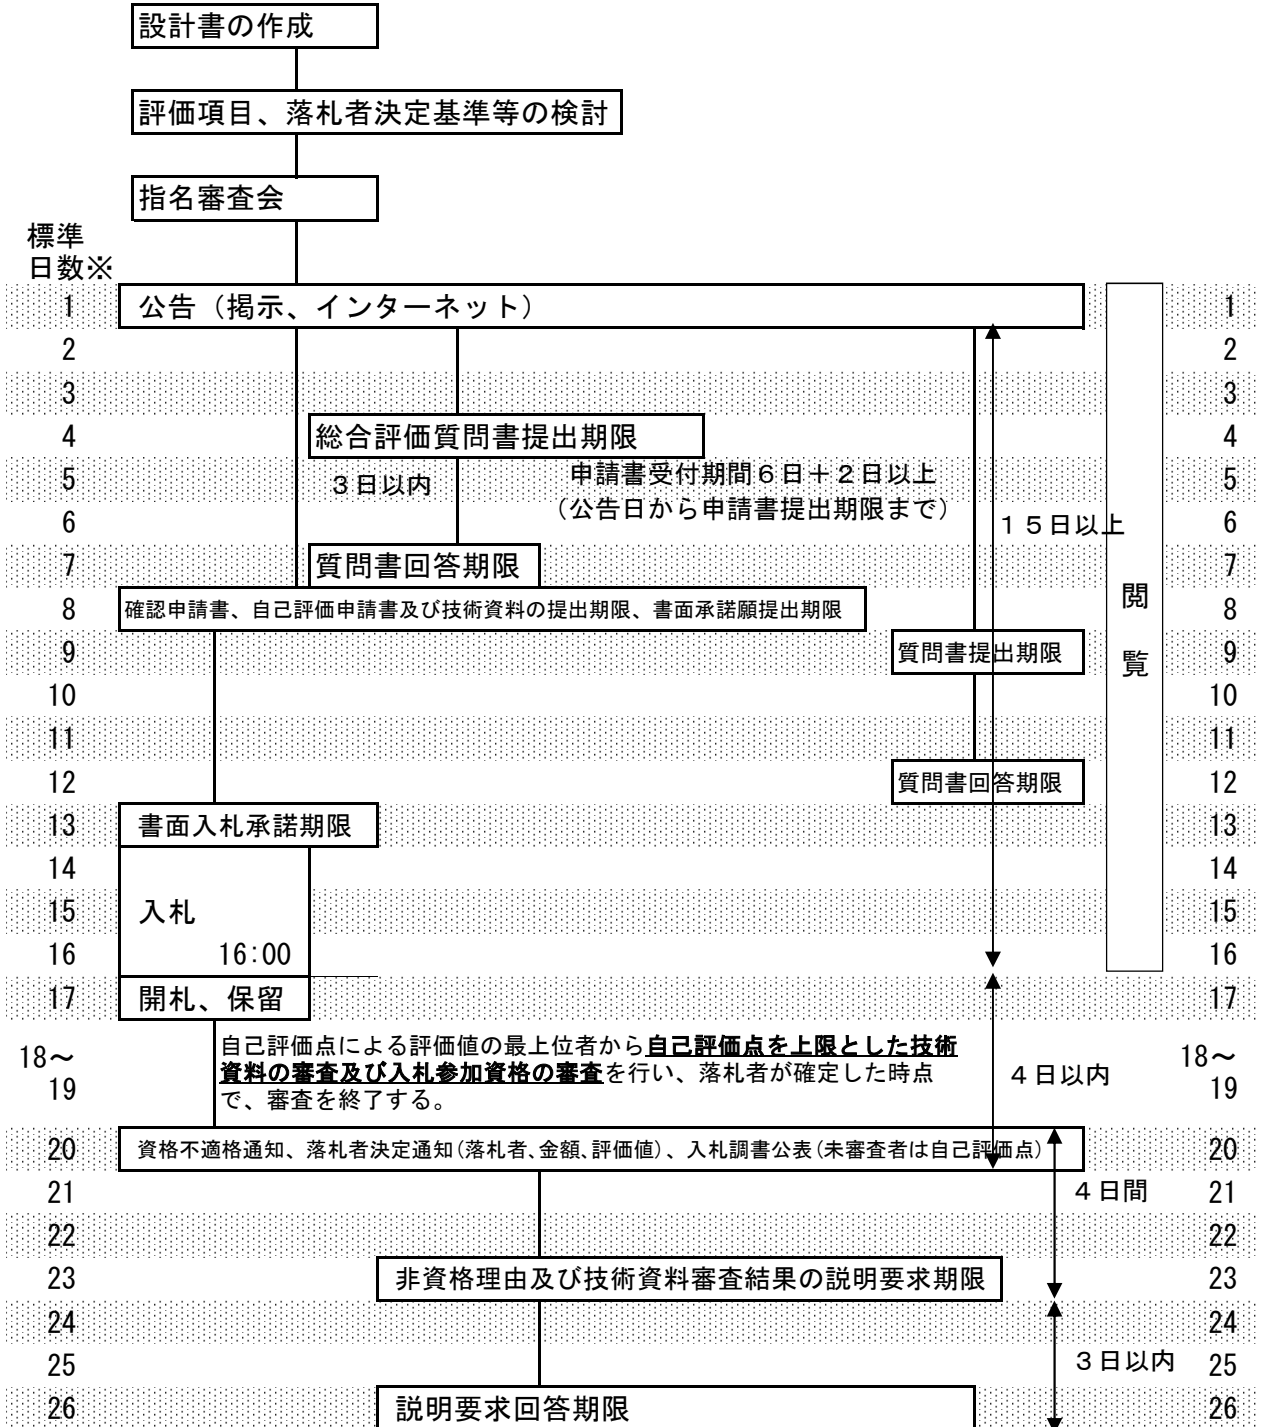 設計書の作成
評価項目、落札者決定基準等の検討
指名審査会
標準
日数※
1 公告（掲示、インターネット） 1
2 2
3 3
4 総合評価質問書提出期限 4
5 ３日以内 申請書受付期間６日＋２日以上 5
（公告日から申請書提出期限まで）
6 １５日以上 6
7 質問書回答期限 7
8 確認申請書、自己評価申請書及び技術資料の提出期限、書面承諾願提出期限 8
閲
9 質問書提出期限 9
覧
10 10
11 11
12 質問書回答期限 12
13 書面入札承諾期限 13
14 14
15 入札 15
16 16:00 16
17 開札、保留 17
18～ 18～
19 19
自己評価点による評価値の最上位者から自己評価点を上限とした技術
資料の審査及び入札参加資格の審査を行い、落札者が確定した時点
で、審査を終了する。
４日以内
20 資格不適格通知、落札者決定通知(落札者、金額、評価値)、入札調書公表(未審査者は自己評価点) 20
21 ４日間 21
22 22
23 非資格理由及び技術資料審査結果の説明要求期限 23
24 24
25 ３日以内 25
26 説明要求回答期限 26